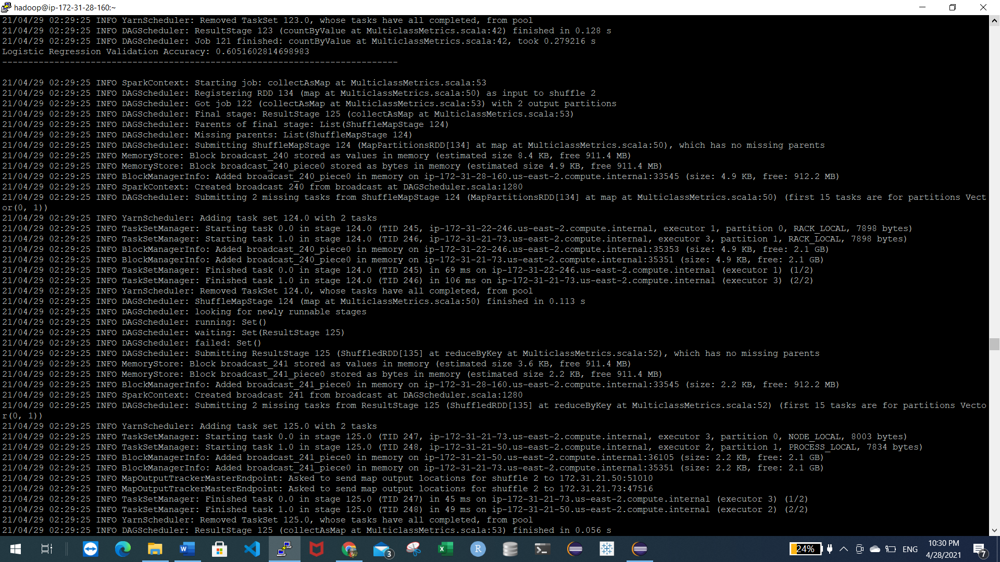 hadoop@ip-172-31-28-160:~
21/04/29 02:29:25 INFO YarnScheduler: Removed TaskSet 123.0, whose tasks have all completed, from pool
21/04/29 02:29:25 INFO DAGScheduler: ResultStage 123 (countByValue at MulticlassMetrics.scala:42) finished in 0.128 s
21/04/29 02:29:25 INFO DAGScheduler: Job 121 finished: countByValue at MulticlassMetrics.scala:42, took 0.279216 s
Logistic Regression Validation Accuracy: 0.6051602814698983
----------------------------------------------------------------------------
21/04/29 02:29:25 INFO SparkContext: Starting job: collectAsMap at MulticlassMetrics.scala:53
21/04/29 02:29:25 INFO DAGScheduler: Registering RDD 134 (map at MulticlassMetrics.scala:50) as input to shuffle 2
21/04/29 02:29:25 INFO DAGScheduler: Got job 122 (collectAsMap at MulticlassMetrics.scala:53) with 2 output partitions
21/04/29 02:29:25 INFO DAGScheduler: Final stage: ResultStage 125 (collectAsMap at MulticlassMetrics.scala:53)
21/04/29 02:29:25 INFO DAGScheduler: Parents of final stage: List(ShuffleMapStage 124)
21/04/29 02:29:25 INFO DAGScheduler: Missing parents: List(ShuffleMapStage 124)
21/04/29 02:29:25 INFO DAGScheduler: Submitting ShuffleMapStage 124 (MapPartitionsRDD[134] at map at MulticlassMetrics.scala:50), which has no missing parents
21/04/29 02:29:25 INFO MemoryStore: Block broadcast_240 stored as values in memory (estimated size 8.4 KB, free 911.4 MB)
21/04/29 02:29:25 INFO MemoryStore: Block broadcast_240_piece0 stored as bytes in memory (estimated size 4.9 KB, free 911.4 MB)
21/04/29 02:29:25 INFO BlockManagerInfo: Added broadcast_240_piece0 in memory on ip-172-31-28-160.us-east-2.compute.internal:33545 (size: 4.9 KB, free: 912.2 MB)
21/04/29 02:29:25 INFO SparkContext: Created broadcast 240 from broadcast at DAGScheduler.scala:1280
21/04/29 02:29:25 INFO DAGScheduler: Submitting 2 missing tasks from ShuffleMapStage 124 (MapPartitionsRDD[134] at map at MulticlassMetrics.scala:50) (first 15 tasks are for partitions Vect
or(0, 1))
21/04/29 02:29:25 INFO YarnScheduler: Adding task set 124.0 with 2 tasks
21/04/29 02:29:25 INFO TaskSetManager: Starting task 0.0 in stage 124.0 (TID 245, ip-172-31-22-246.us-east-2.compute.internal, executor 1, partition 0, RACK_LOCAL, 7898 bytes)
21/04/29 02:29:25 INFO TaskSetManager: Starting task 1.0 in stage 124.0 (TID 246, ip-172-31-21-73.us-east-2.compute.internal, executor 3, partition 1, RACK_LOCAL, 7898 bytes)
21/04/29 02:29:25 INFO BlockManagerInfo: Added broadcast_240_piece0 in memory on ip-172-31-22-246.us-east-2.compute.internal:35353 (size: 4.9 KB, free: 2.1 GB)
21/04/29 02:29:25 INFO BlockManagerInfo: Added broadcast_240_piece0 in memory on ip-172-31-21-73.us-east-2.compute.internal:35351 (size: 4.9 KB, free: 2.1 GB)
21/04/29 02:29:25 INFO TaskSetManager: Finished task 0.0 in stage 124.0 (TID 245) in 69 ms on ip-172-31-22-246.us-east-2.compute.internal (executor 1) (1/2)
21/04/29 02:29:25 INFO TaskSetManager: Finished task 1.0 in stage 124.0 (TID 246) in 106 ms on ip-172-31-21-73.us-east-2.compute.internal (executor 3) (2/2)
21/04/29 02:29:25 INFO YarnScheduler: Removed TaskSet 124.0, whose tasks have all completed, from pool
21/04/29 02:29:25 INFO DAGScheduler: ShuffleMapStage 124 (map at MulticlassMetrics.scala:50) finished in 0.113 s
21/04/29 02:29:25 INFO DAGScheduler: looking for newly runnable stages
21/04/29 02:29:25 INFO DAGScheduler: running: Set()
21/04/29 02:29:25 INFO DAGScheduler: waiting: Set(ResultStage 125)
21/04/29 02:29:25 INFO DAGScheduler: failed: Set()
21/04/29 02:29:25 INFO DAGScheduler: Submitting ResultStage 125 (ShuffledRDD[135] at reduceByKey at MulticlassMetrics.scala:52), which has no missing parents
21/04/29 02:29:25 INFO MemoryStore: Block broadcast_241 stored as values in memory (estimated size 3.6 KB, free 911.4 MB)
21/04/29 02:29:25 INFO MemoryStore: Block broadcast_241_piece0 stored as bytes in memory (estimated size 2.2 KB, free 911.4 MB)
21/04/29 02:29:25 INFO BlockManagerInfo: Added broadcast_241_piece0 in memory on ip-172-31-28-160.us-east-2.compute.internal:33545 (size: 2.2 KB, free: 912.2 MB)
21/04/29 02:29:25 INFO SparkContext: Created broadcast 241 from broadcast at DAGScheduler.scala:1280
21/04/29 02:29:25 INFO DAGScheduler: Submitting 2 missing tasks from ResultStage 125 (ShuffledRDD[135] at reduceByKey at MulticlassMetrics.scala:52) (first 15 tasks are for partitions Vecto
r(0, 1))
21/04/29 02:29:25 INFO YarnScheduler: Adding task set 125.0 with 2 tasks
21/04/29 02:29:25 INFO TaskSetManager: Starting task 0.0 in stage 125.0 (TID 247, ip-172-31-21-73.us-east-2.compute.internal, executor 3, partition 0, NODE_LOCAL, 8003 bytes)
21/04/29 02:29:25 INFO TaskSetManager: Starting task 1.0 in stage 125.0 (TID 248, ip-172-31-21-50.us-east-2.compute.internal, executor 2, partition 1, PROCESS_LOCAL, 7834 bytes)
21/04/29 02:29:25 INFO BlockManagerInfo: Added broadcast_241_piece0 in memory on ip-172-31-21-50.us-east-2.compute.internal:36105 (size: 2.2 KB, free: 2.1 GB)
21/04/29 02:29:25 INFO BlockManagerInfo: Added broadcast_241_piece0 in memory on ip-172-31-21-73.us-east-2.compute.internal:35351 (size: 2.2 KB, free: 2.1 GB)
21/04/29 02:29:25 INFO MapOutputTrackerMasterEndpoint: Asked to send map output locations for shuffle 2 to 172.31.21.50:51010
21/04/29 02:29:25 INFO MapOutputTrackerMasterEndpoint: Asked to send map output locations for shuffle 2 to 172.31.21.73:47516
21/04/29 02:29:25 INFO TaskSetManager: Finished task 0.0 in stage 125.0 (TID 247) in 45 ms on ip-172-31-21-73.us-east-2.compute.internal (executor 3) (1/2)
21/04/29 02:29:25 INFO TaskSetManager: Finished task 1.0 in stage 125.0 (TID 248) in 49 ms on ip-172-31-21-50.us-east-2.compute.internal (executor 2) (2/2)
21/04/29 02:29:25 INFO YarnScheduler: Removed TaskSet 125.0, whose tasks have all completed, from pool
21/04/29 02:29:25 INFO DAGScheduler: ResultStage 125 (collectAsMap at MulticlassMetrics.scala:53) finished in 0.056 s
W
3
R
24%
ENG
10:30 PM
4/28/2021
7